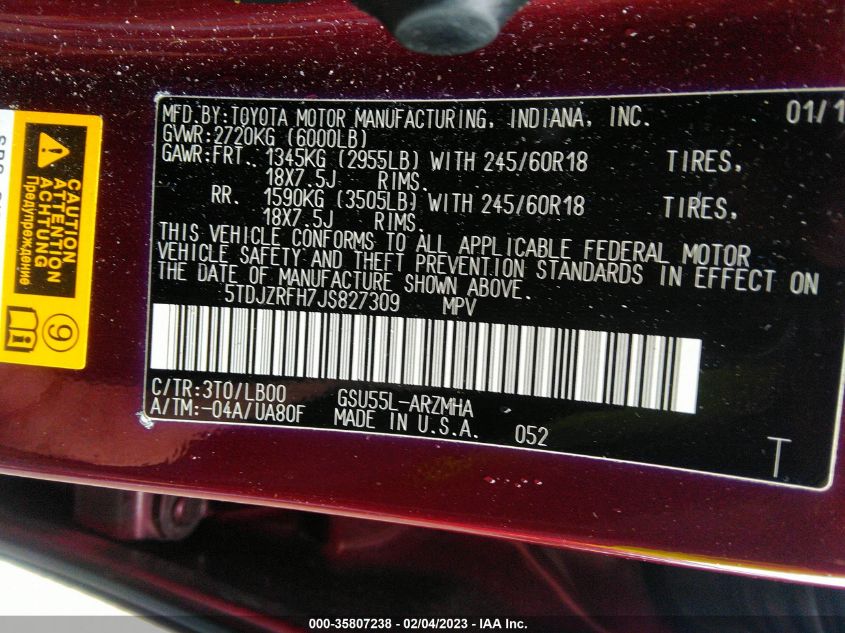 MFD.BY:TOYOTA MOTOR MANUFACTURING, INDIANA, INC. 01/1
GVWR:2720KG (6000LB)
GAWR:FRT. 1345KG (2955LB) WITH 245/60R18 TIRES,
18X7.5J RIMS.
RR. 1590KG (3505LB) WITH 245/60R18 TIRES,
18X7.5J RIMS.
THIS VEHICLE CONFORMS TO ALL APPLICABLE FEDERAL MOTOR
VEHICLE SAFETY AND THEFT PREVENTION STANDARDS IN EFFECT ON
THE DATE OF MANUFACTURE SHOWN ABOVE.
5TDJZRFH7JS827309 MPV
C/TR:3T0/LB00 GSU55L-ARZMHA
A/TM:-04A/UA80F MADE IN U.S.A. 052
T
CAUTION
ATTENTION
ACHTUNG
Предупреждение
9
000-35807238 - 02/04/2023 - IAA Inc.